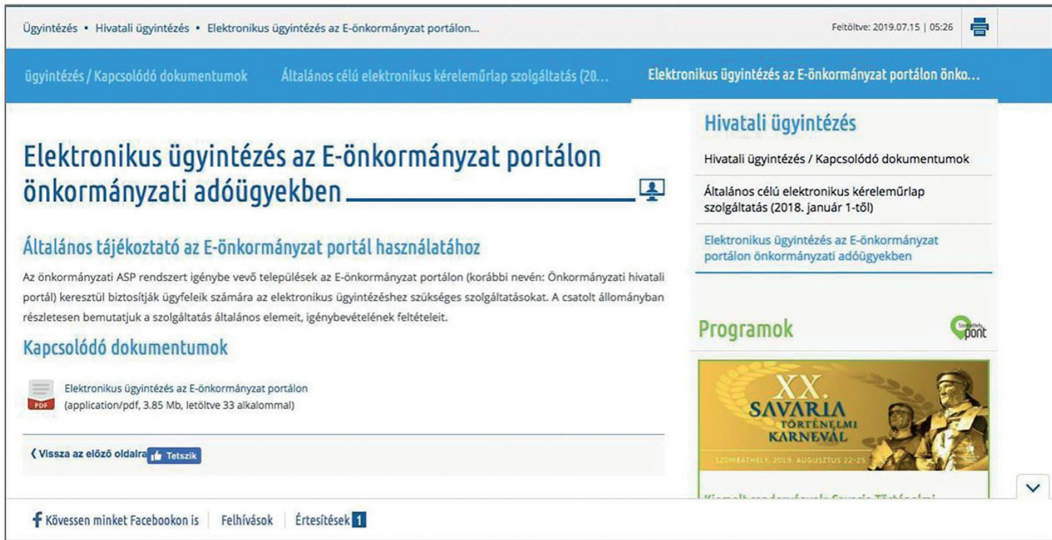 Ügyintézés • Hivatali ügyintézés • Elektronikus ügyintézés az E-önkormányzat portálon...
Feltöltve: 2019.07.15 | 05:26
ügyintézés / Kapcsolódó dokumentumok
Általános célú elektronikus kéreleműrlap szolgáltatás (20...
Elektronikus ügyintézés az E-önkormányzat portálon önko...
Elektronikus ügyintézés az E-önkormányzat portálon
önkormányzati adóügyekben
Általános tájékoztató az E-önkormányzat portál használatához
Az önkormányzati ASP rendszert igénybe vevő települések az E-önkormányzat portálon (korábbi nevén: Önkormányzati hivatali
portál) keresztül biztosítják ügyfeleik számára az elektronikus ügyintézéshez szükséges szolgáltatásokat. A csatolt állományban
részletesen bemutatjuk a szolgáltatás általános elemeit, igénybevételének feltételeit.
Kapcsolódó dokumentumok
PDF
Elektronikus ügyintézés az E-önkormányzat portálon
(application/pdf, 3.85 Mb, letöltve 33 alkalommal)
Vissza az előző oldalra
Tetszik
Hivatali ügyintézés
Hivatali ügyintézés / Kapcsolódó dokumentumok
Általános célú elektronikus kéreleműrlap
szolgáltatás (2018. január 1-től)
Elektronikus ügyintézés az E-önkormányzat
portálon önkormányzati adóügyekben
Programok
Szombathely
pont
XX.
SAVARIA
TÖRTÉNELMI
KARNEVÁL
SZOMBATHELY, 2019. AUGUSZTUS 22-25
Kövessen minket Facebookon is
Felhívások
Értesítések 1